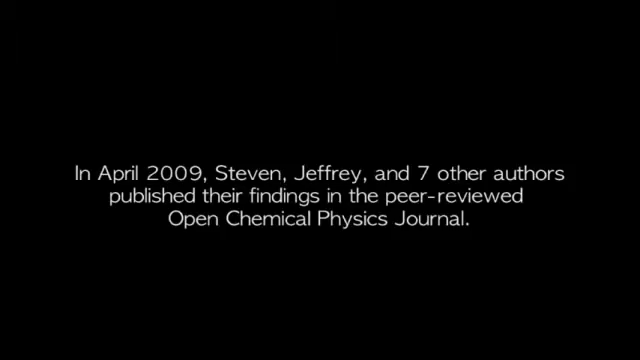 In April 2009, Steven, Jeffrey, and 7 other authors
published their findings in the peer-reviewed
Open Chemical Physics Journal.